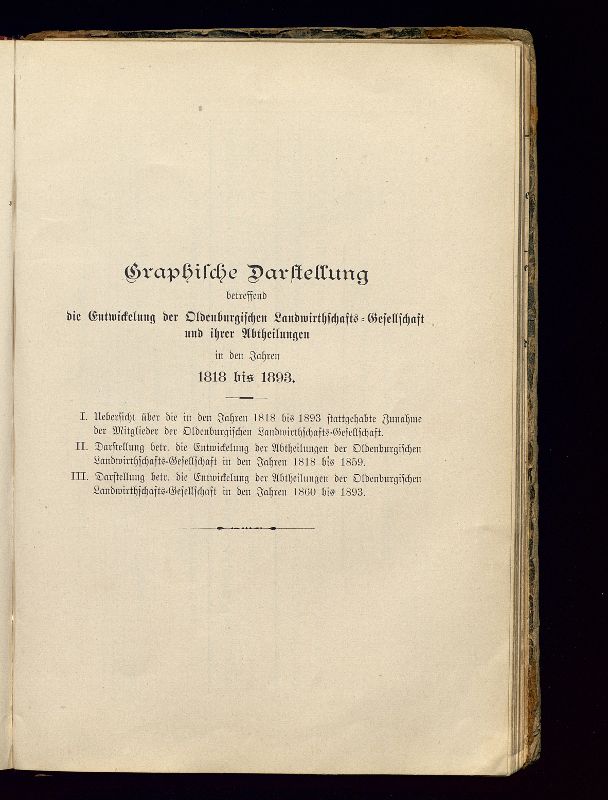 Graphische Darstellung
betreffend
die Entwickelung der Oldenburgischen Landwirthschafts-Gesellschaft
und ihrer Abtheilungen
in den Jahren
1818 bis 1893.
I. Uebersicht über die in den Jahren 1818 bis 1893 stattgehabte Zunahme
der Mitglieder der Oldenburgischen Landwirthschafts-Gesellschaft.
II. Darstellung betr. die Entwickelung der Abtheilungen der Oldenburgischen
Landwirthschafts-Gesellschaft in den Jahren 1818 bis 1859.
III. Darstellung betr. die Entwickelung der Abtheilungen der Oldenburgischen
Landwirthschafts-Gesellschaft in den Jahren 1860 bis 1893.